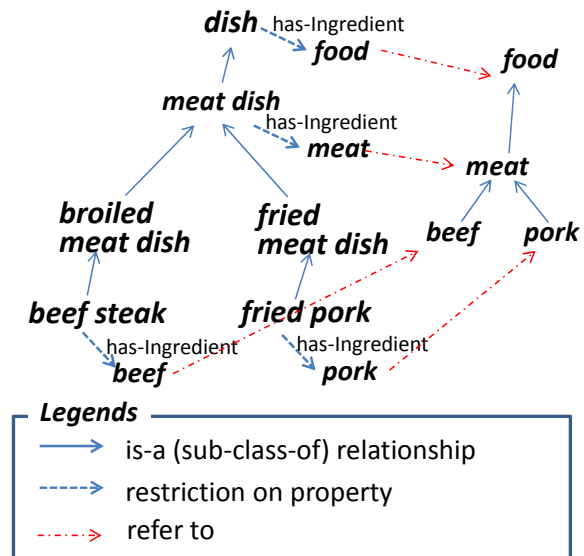 dish has-Ingredient
food food
meat dish has-Ingredient
meat meat
broiled fried
meat dish meat dish beef pork
beef steak fried pork
has-Ingredient has-Ingredient
beef pork
Legends
is-a (sub-class-of) relationship
restriction on property
refer to